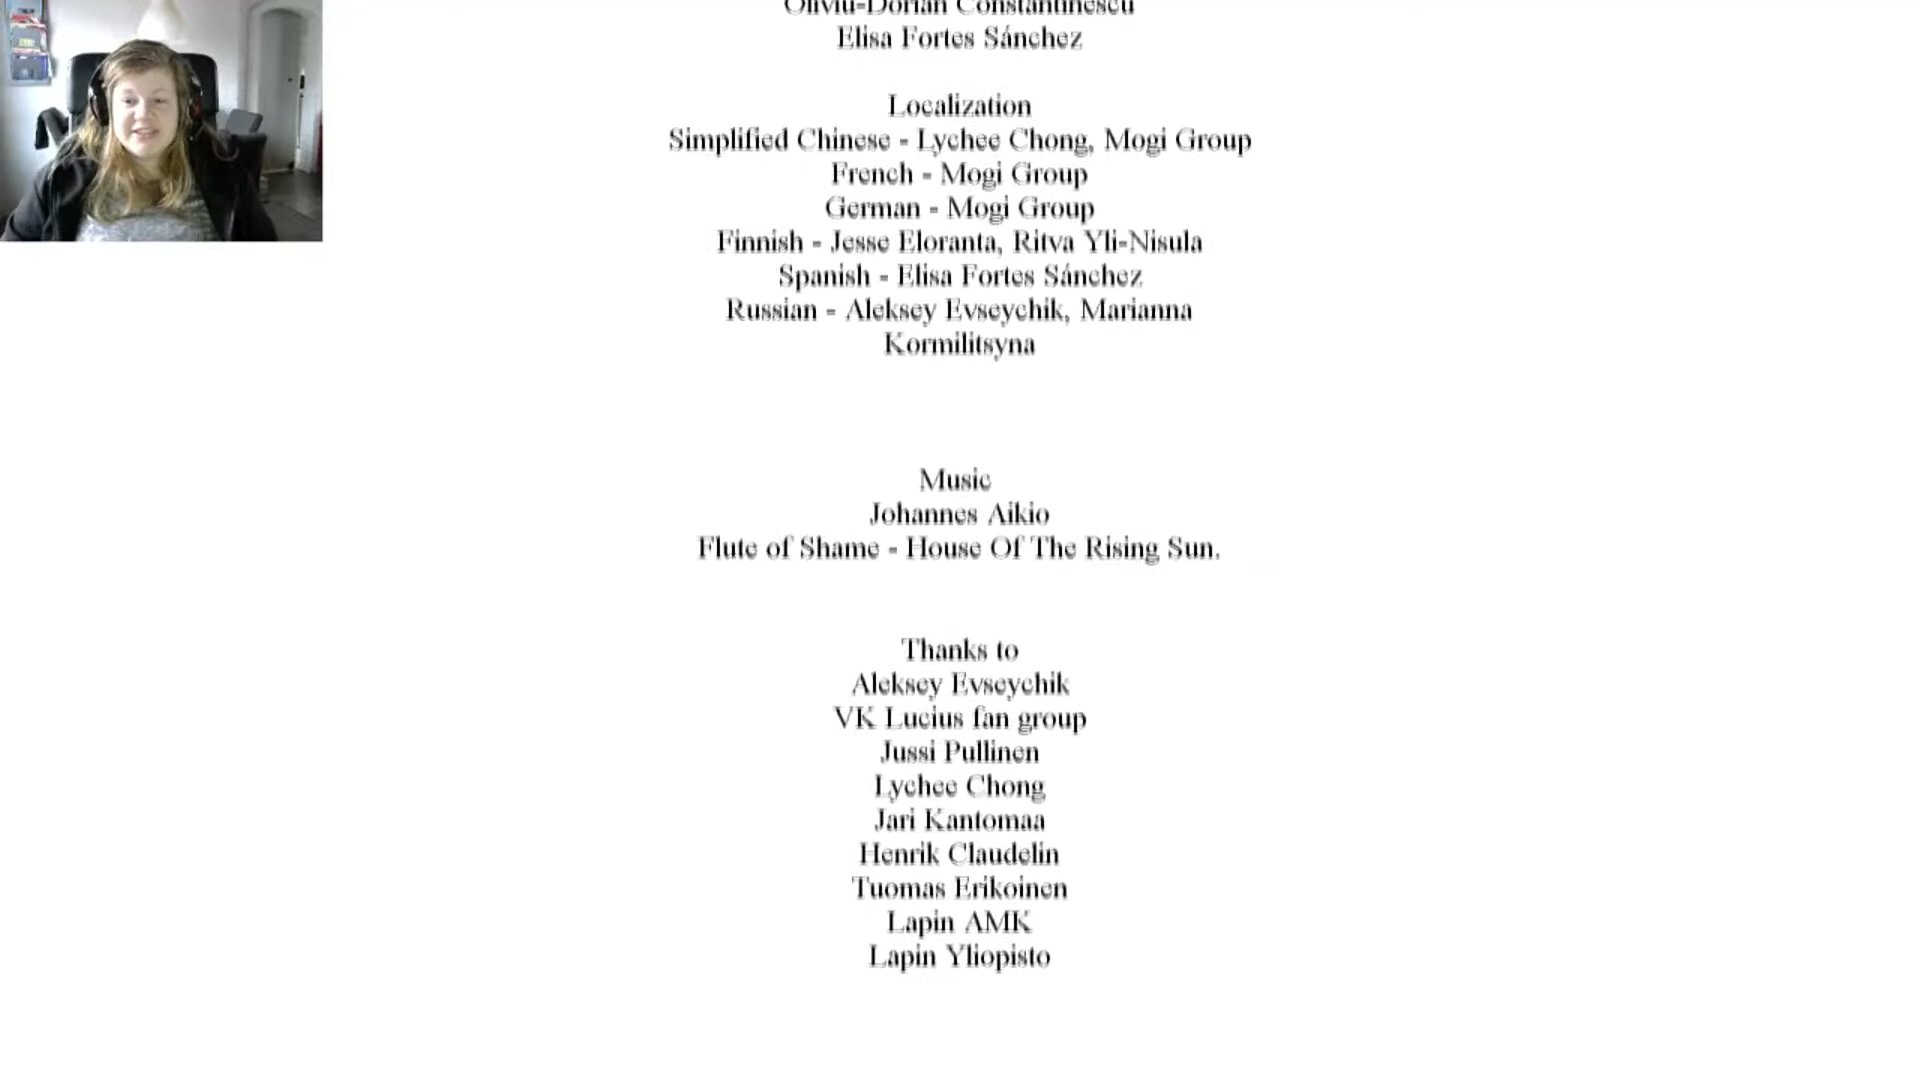 Oliviu-Dorian Constantinescu
Elisa Fortes Sánchez
Localization
Simplified Chinese - Lychee Chong, Mogi Group
French - Mogi Group
German - Mogi Group
Finnish - Jesse Eloranta, Ritva Yli-Nisula
Spanish - Elisa Fortes Sánchez
Russian - Aleksey Evseychik, Marianna
Kormilitsyna
Music
Johannes Aikio
Flute of Shame - House Of The Rising Sun.
Thanks to
Aleksey Evseychik
VK Lucius fan group
Jussi Pullinen
Lychee Chong
Jari Kantomaa
Henrik Claudelin
Tuomas Erikoinen
Lapin AMK
Lapin Yliopisto